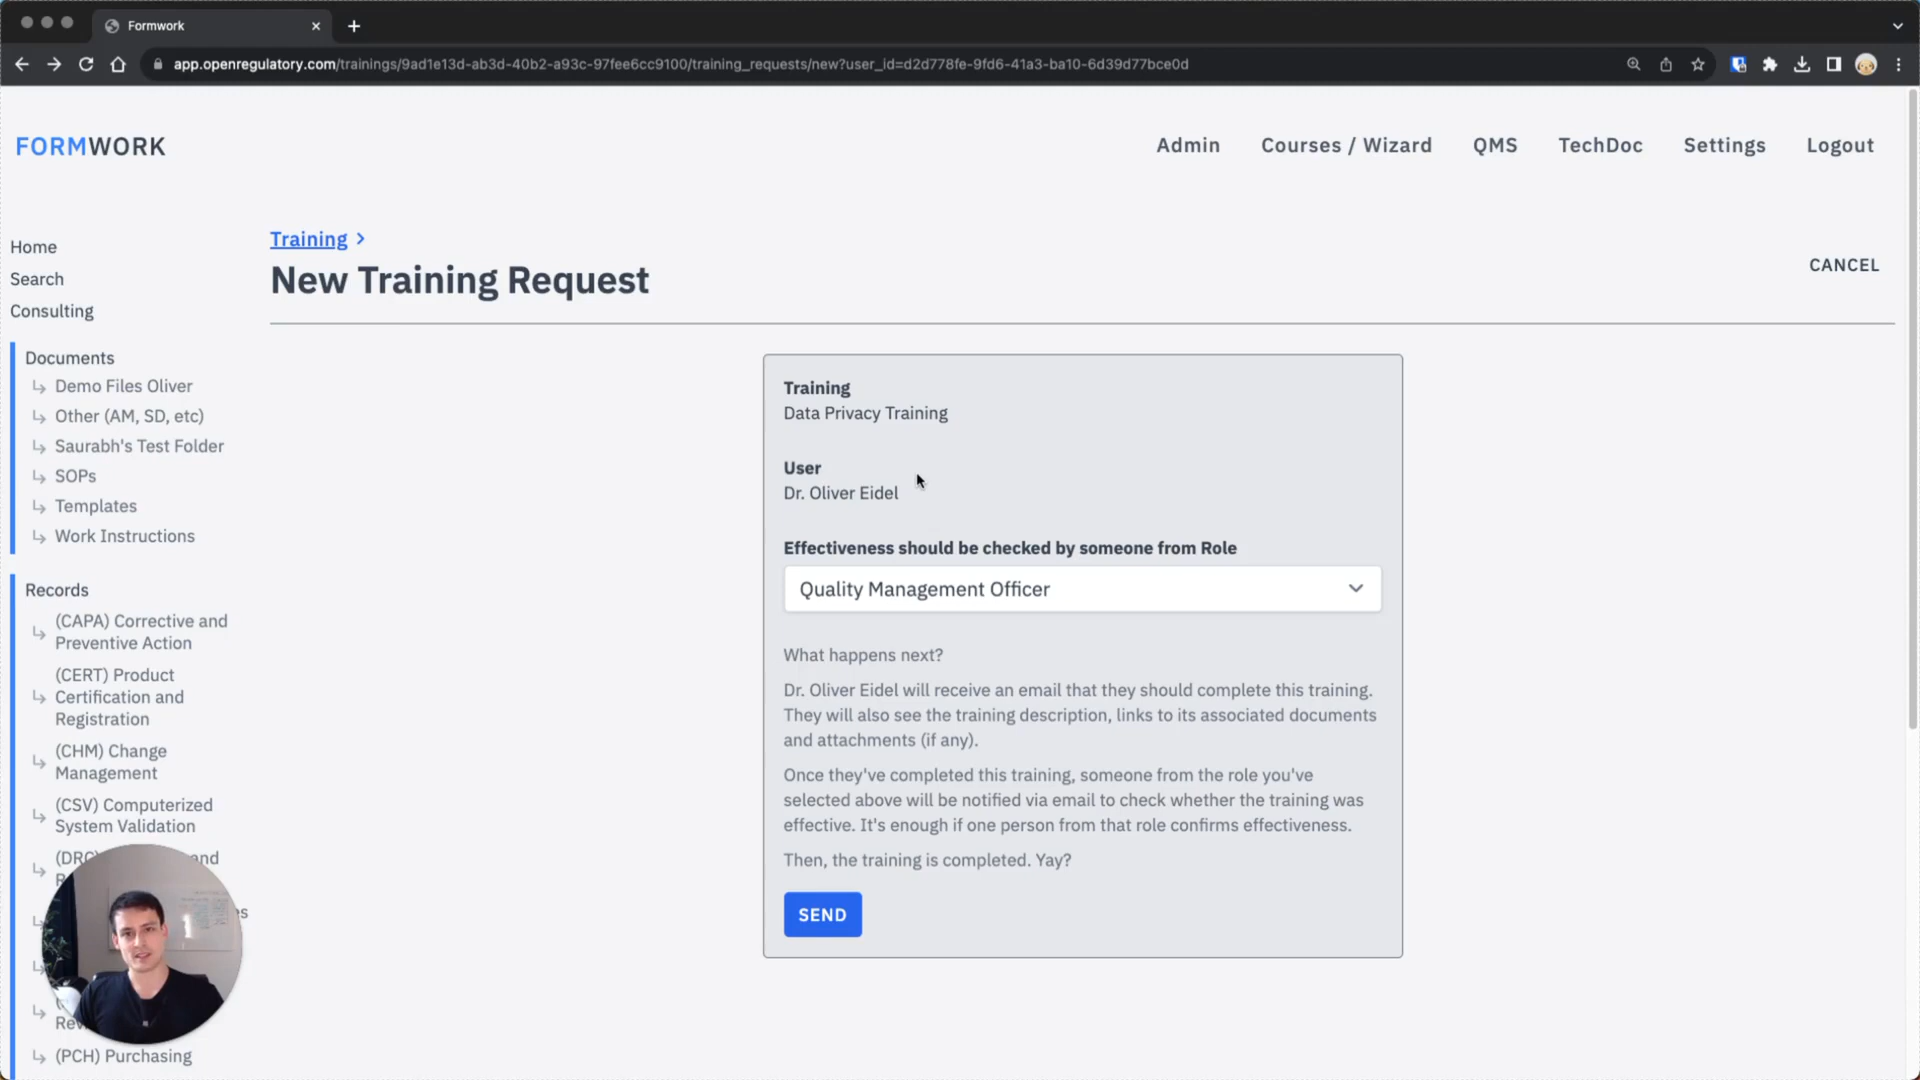 Formwork
app.openregulatory.com/trainings/9ad1e13d-ab3d-40b2-a93c-97fee6cc9100/training_requests/new?user_id=d2d778fe-9fd6-41a3-ba10-6d39d77bce0d
FORMWORK
Admin
Courses / Wizard
QMS
TechDoc
Settings
Logout
Home
Search
Consulting
Documents
Demo Files Oliver
Other (AM, SD, etc)
Saurabh's Test Folder
SOPs
Templates
Work Instructions
Records
(CAPA) Corrective and
Preventive Action
(CERT) Product
Certification and
Registration
(CHM) Change
Management
(CSV) Computerized
System Validation
and
(PCH) Purchasing
Training >
New Training Request
CANCEL
Training
Data Privacy Training
User
Dr. Oliver Eidel
Effectiveness should be checked by someone from Role
Quality Management Officer
What happens next?
Dr. Oliver Eidel will receive an email that they should complete this training.
They will also see the training description, links to its associated documents
and attachments (if any).
Once they've completed this training, someone from the role you've
selected above will be notified via email to check whether the training was
effective. It's enough if one person from that role confirms effectiveness.
Then, the training is completed. Yay?
SEND